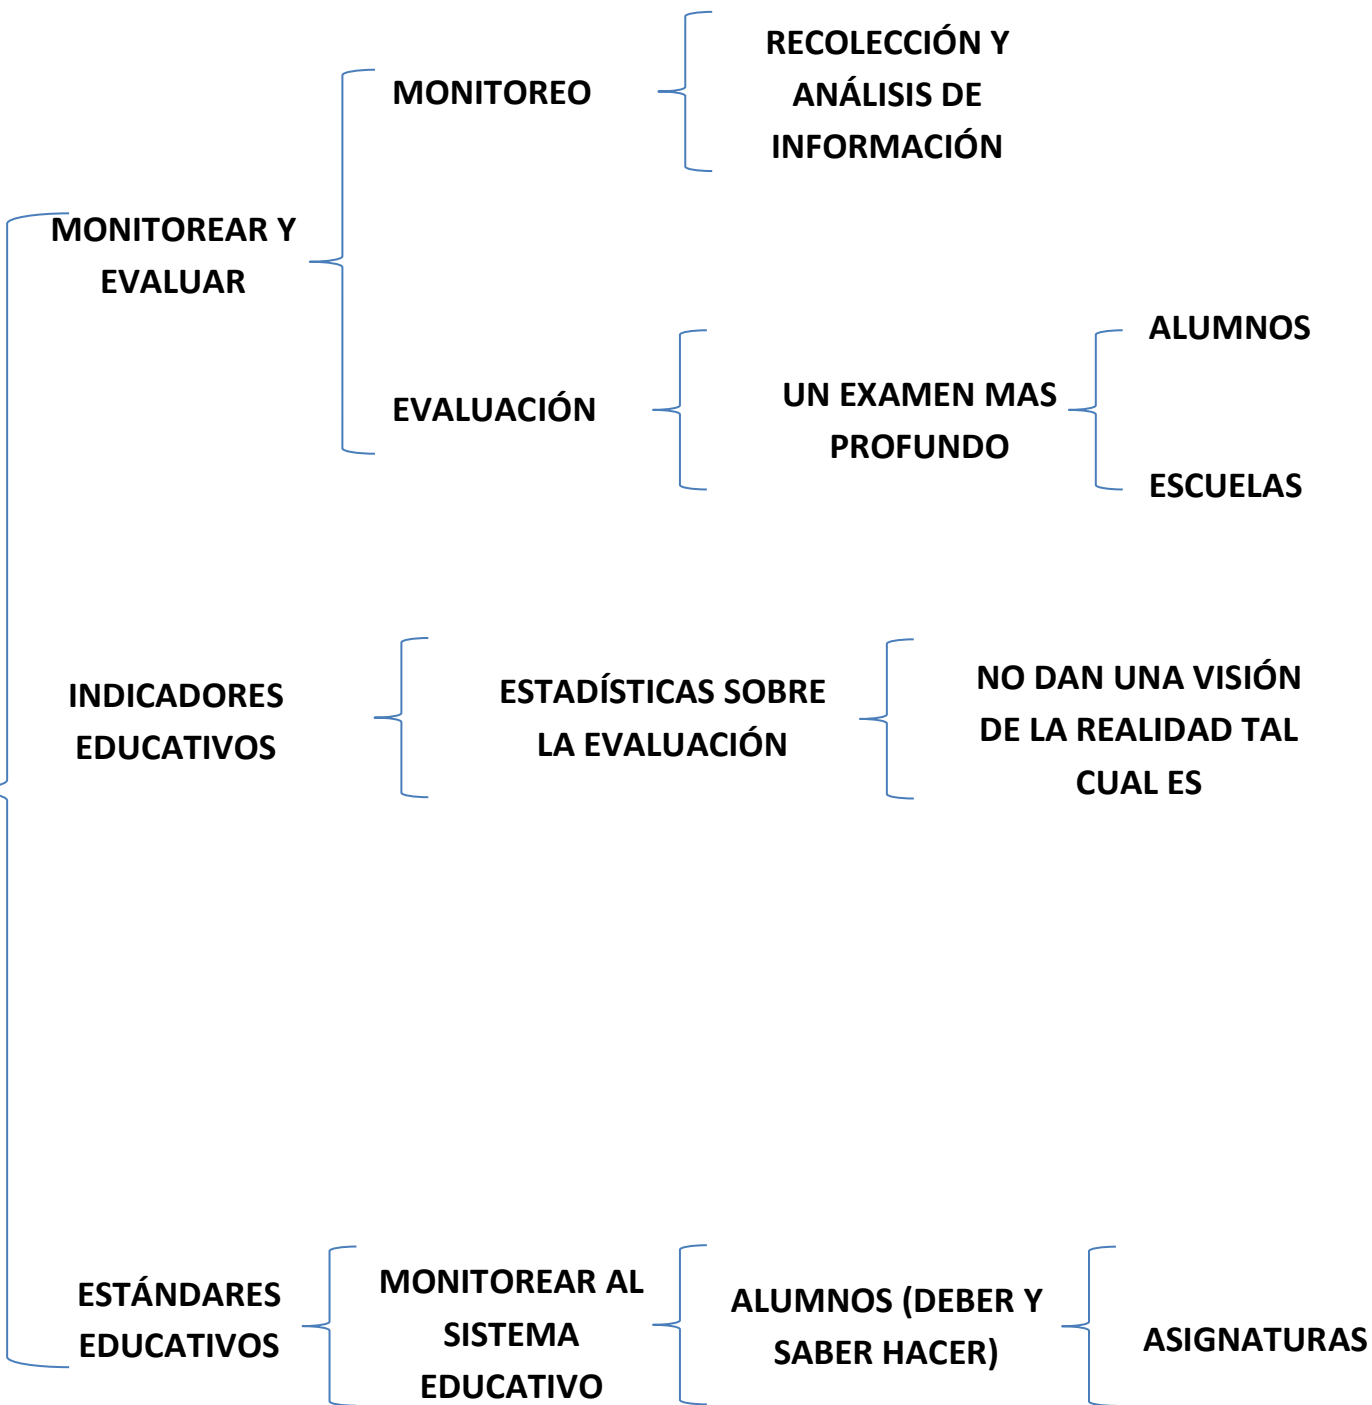 MONITOREAR Y
EVALUAR
MONITOREO
RECOLECCIÓN Y
ANÁLISIS DE
INFORMACIÓN
EVALUACIÓN
UN EXAMEN MAS
PROFUNDO
ALUMNOS
ESCUELAS
INDICADORES
EDUCATIVOS
ESTADÍSTICAS SOBRE
LA EVALUACIÓN
NO DAN UNA VISIÓN
DE LA REALIDAD TAL
CUAL ES
ESTÁNDARES
EDUCATIVOS
MONITOREAR AL
SISTEMA
EDUCATIVO
ALUMNOS (DEBER Y
SABER HACER)
ASIGNATURAS